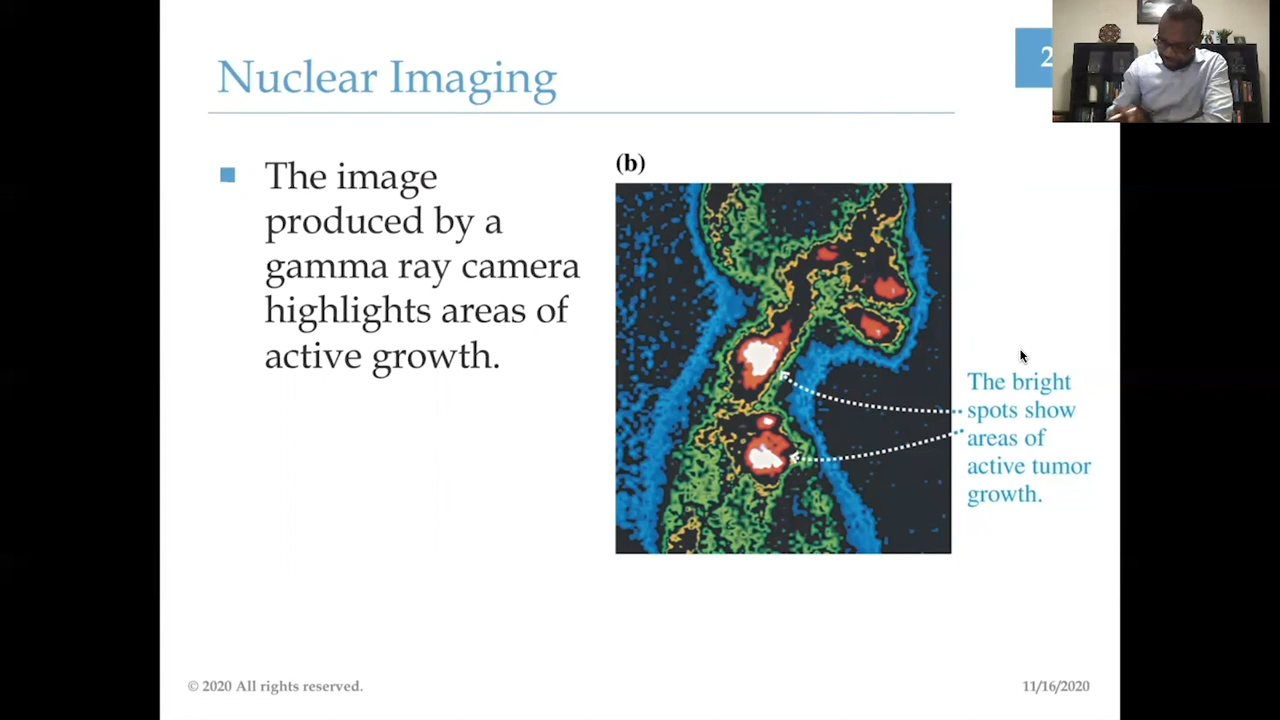 Nuclear Imaging
2
The image
produced by a
gamma ray camera
highlights areas of
active growth.
(b)
The bright
spots show
areas of
active tumor
growth.
© 2020 All rights reserved.
11/16/2020